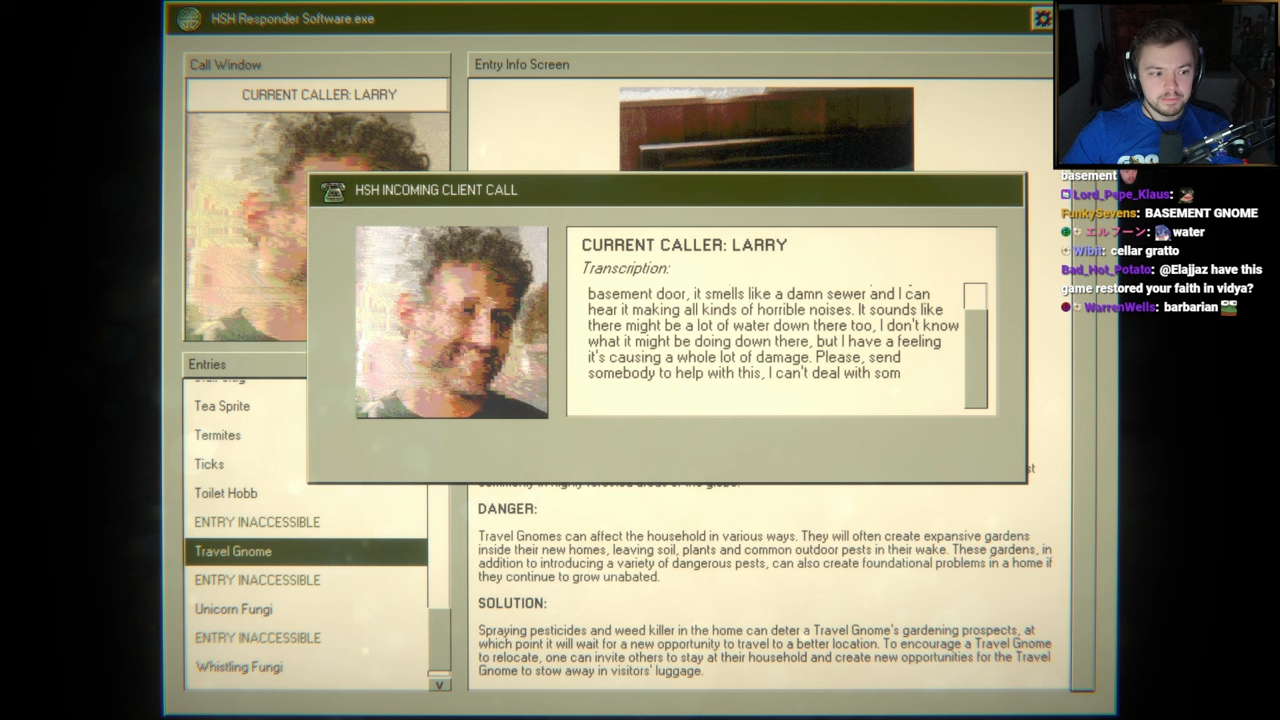 HSH Responder Software.exe
Call Window
CURRENT CALLER: LARRY
Entry Info Screen
HSH INCOMING CLIENT CALL
CURRENT CALLER: LARRY
Transcription:
basement door, it smells like a damn sewer and I can
hear it making all kinds of horrible noises. It sounds like
there might be a lot of water down there too, I don't know
what it might be doing down there, but I have a feeling
it's causing a whole lot of damage. Please, send
somebody to help with this, I can't deal with som
Entries
Tea Sprite
Termites
Ticks
Toilet Hobb
ENTRY INACCESSIBLE
Travel Gnome
ENTRY INACCESSIBLE
Unicorn Fungi
ENTRY INACCESSIBLE
Whistling Fungi
DANGER:
Travel Gnomes can affect the household in various ways. They will often create expansive gardens
inside their new homes, leaving soil, plants and common outdoor pests in their wake. These gardens, in
addition to introducing a variety of dangerous pests, can also create foundational problems in a home if
they continue to grow unabated.
SOLUTION:
Spraying pesticides and weed killer in the home can deter a Travel Gnome's gardening prospects, at
which point it will wait for a new opportunity to travel to a better location. To encourage a Travel Gnome
to relocate, one can invite others to stay at their household and create new opportunities for the Travel
Gnome to stow away in visitors' luggage.
basement
Lord_Pepe_Klaus:
FunkySevens: BASEMENT GNOME
エルフーン: water
Wibit: cellar gratto
Bad_Hot_Potato: @Elajjaz have this
game restored your faith in vidya?
WarrenWells: barbarian